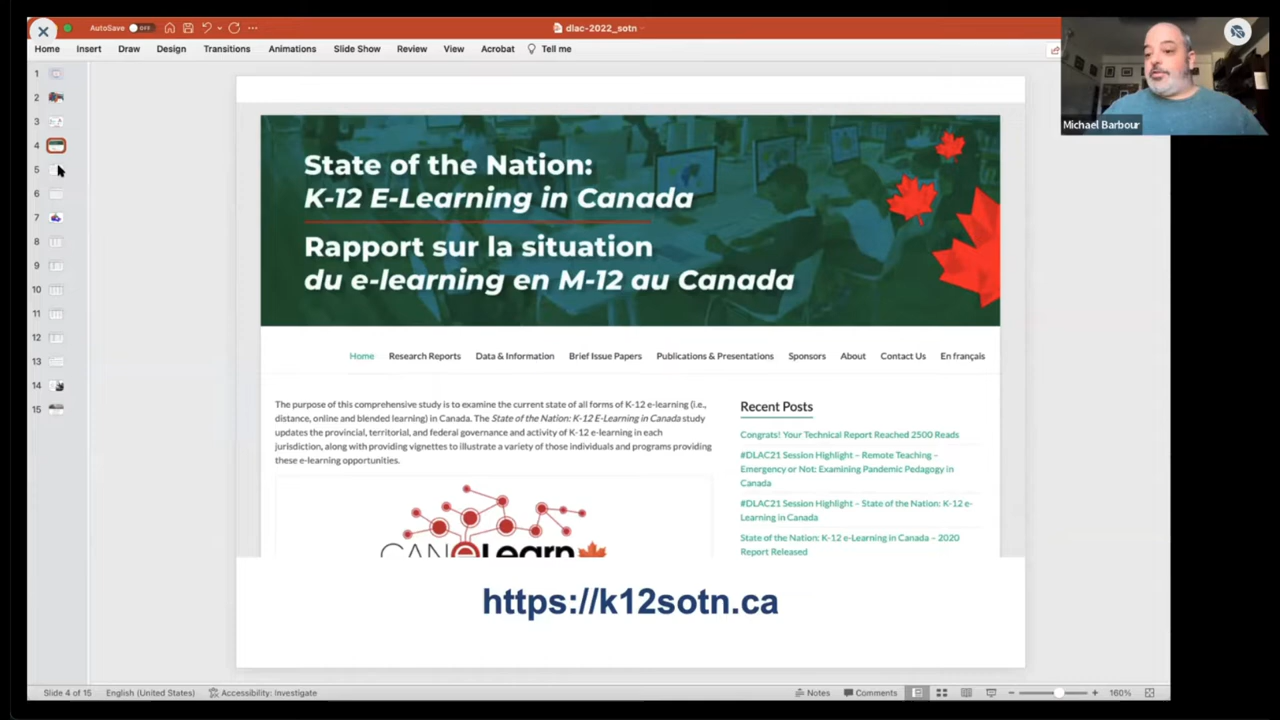 AutoSave OFF
dlac-2022_sotn
Home Insert Draw Design Transitions Animations Slide Show Review View Acrobat Tell me
Michael Barbour
1
2
3
4
5
6
7
8
9
10
11
12
13
14
15
State of the Nation:
K-12 E-Learning in Canada
Rapport sur la situation
du e-learning en M-12 au Canada
Home Research Reports Data & Information Brief Issue Papers Publications & Presentations Sponsors About Contact Us En français
The purpose of this comprehensive study is to examine the current state of all forms of K-12 e-learning (i.e.,
distance, online and blended learning) in Canada. The State of the Nation: K-12 E-Learning in Canada study
updates the provincial, territorial, and federal governance and activity of K-12 e-learning in each
jurisdiction, along with providing vignettes to illustrate a variety of those individuals and programs providing
these e-learning opportunities.
CANeLearn
Recent Posts
Congrats! Your Technical Report Reached 2500 Reads
#DLAC21 Session Highlight – Remote Teaching –
Emergency or Not: Examining Pandemic Pedagogy in
Canada
#DLAC21 Session Highlight – State of the Nation: K-12 e-
Learning in Canada
State of the Nation: K-12 e-Learning in Canada – 2020
Report Released
https://k12sotn.ca
Slide 4 of 15 English (United States) Accessibility: Investigate Notes Comments 160%